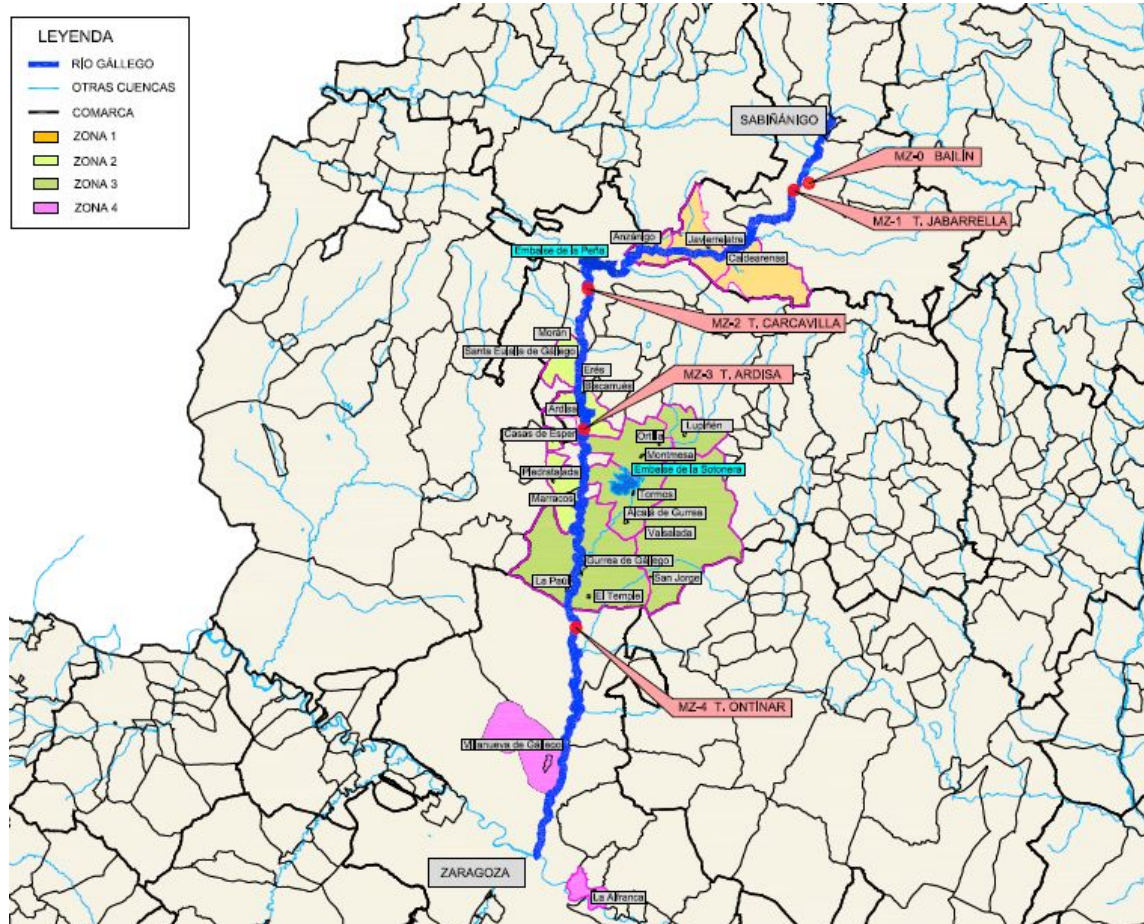 LEYENDA
RÍO GÁLLEGO
OTRAS CUENCAS
COMARCA
ZONA 1
ZONA 2
ZONA 3
ZONA 4
SABIÑÁNIGO
MZ-0 BAILÍN
MZ-1 T. JABARRELLA
Anzánigo
Javierrelatre
Embalse de la Peña
Caldearenas
MZ-2 T. CARCAVILLA
Morán
Santa Eulalia de Gállego
Erés
Biscarrués
MZ-3 T. ARDISA
Ardisa
Lupiñén
Casas de Esper
Ortilla
Montmesa
Piedratajada
Embalse de la Sotonera
Marracos
Tormos
Alcalá de Gurrea
Valsalada
Gurrea de Gállego
La Paúl
San Jorge
El Temple
MZ-4 T. ONTÍNAR
Villanueva de Gállego
ZARAGOZA
La Alfranca